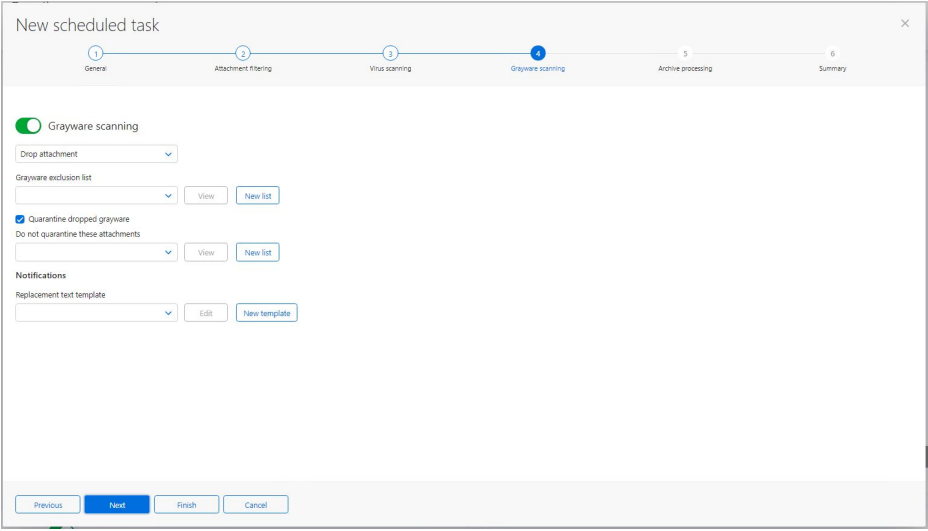 New scheduled task
1 2 3 4 5 6
General Attachment filtering Virus scanning Grayware scanning Archive processing Summary
Grayware scanning
Drop attachment
Grayware exclusion list
View New list
Quarantine dropped grayware
Do not quarantine these attachments
View New list
Notifications
Replacement text template
Edit New template
Previous Next Finish Cancel